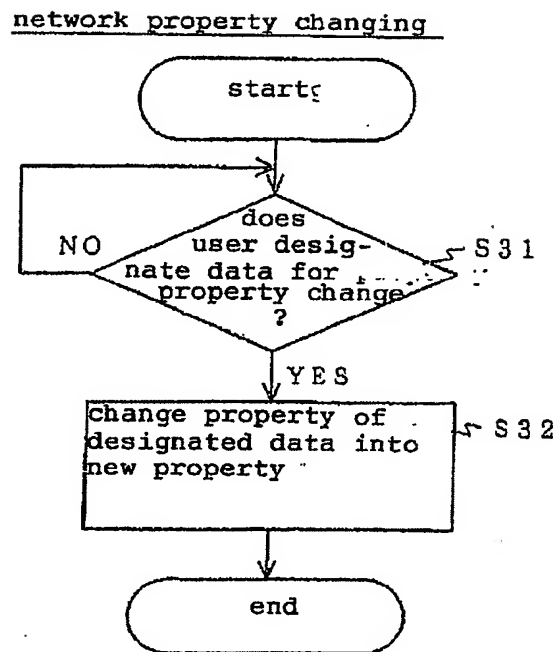 network property changing
start
does
user desig-
nate data for
property change
?
S31
NO
YES
change property of
designated data into
new property
S32
end